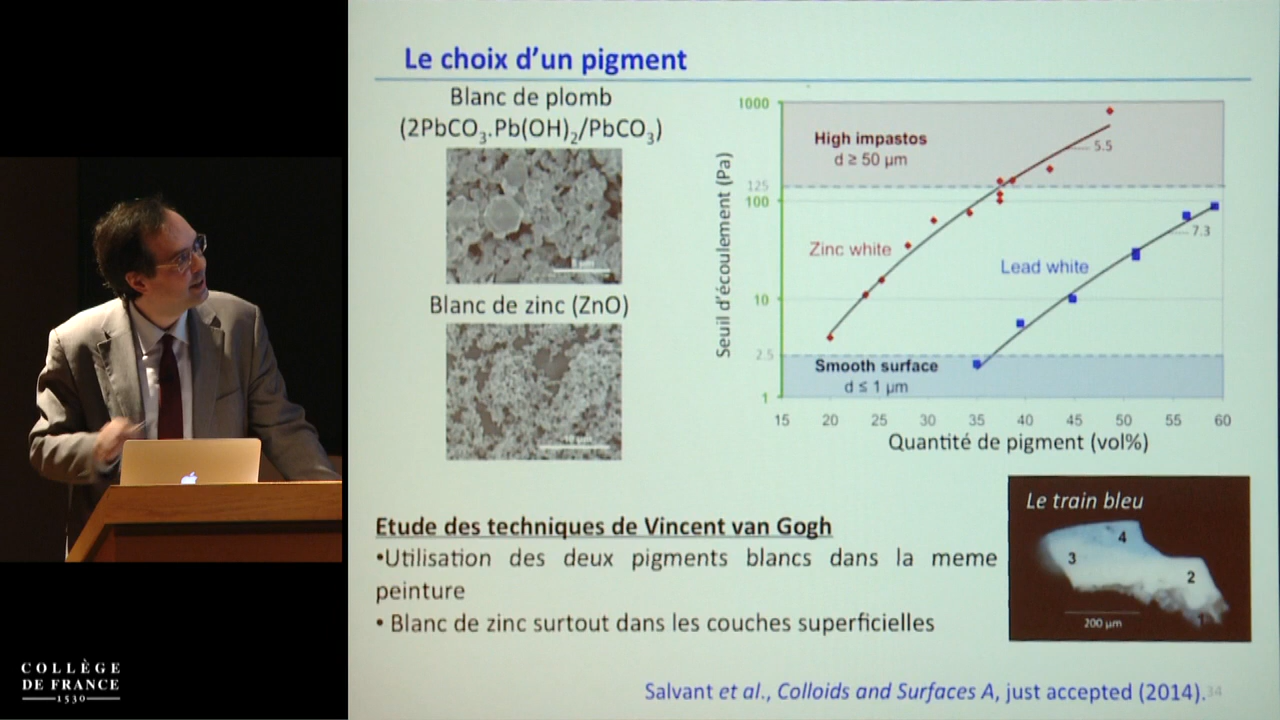 Le choix d'un pigment
Blanc de plomb
(2PbCO3.Pb(OH)2/PbCO3)
Blanc de zinc (ZnO)
Seuil d'écoulement (Pa)
1000
125
100
10
2.5
1
High impastos
d ≥ 50 µm
5.5
Zinc white
Lead white
7.3
Smooth surface
d ≤ 1 µm
15 20 25 30 35 40 45 50 55 60
Quantité de pigment (vol%)
Etude des techniques de Vincent van Gogh
•Utilisation des deux pigments blancs dans la meme
peinture
• Blanc de zinc surtout dans les couches superficielles
Le train bleu
4
3
2
1
200 µm
Salvant et al., Colloids and Surfaces A, just accepted (2014).
34
COLLÈGE
DE FRANCE
1530